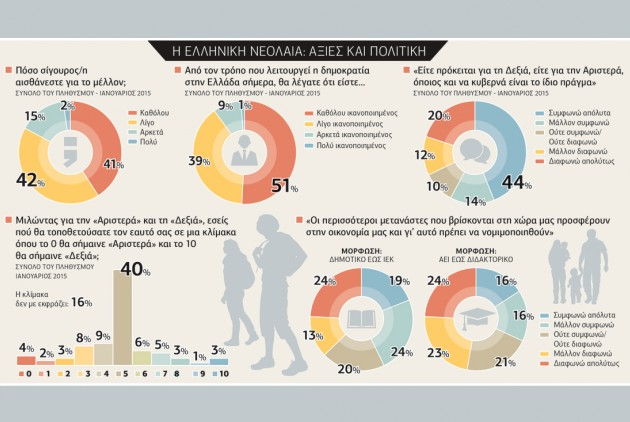 Η ΕΛΛΗΝΙΚΗ ΝΕΟΛΑΙΑ: ΑΞΙΕΣ ΚΑΙ ΠΟΛΙΤΙΚΗ
Πόσο σίγουρος/η
αισθάνεστε για το μέλλον;
ΣΥΝΟΛΟ ΤΟΥ ΠΛΗΘΥΣΜΟΥ - ΙΑΝΟΥΑΡΙΟΣ 2015
2%
15%
42%
41%
Καθόλου
Λίγο
Αρκετά
Πολύ
Από τον τρόπο που λειτουργεί η δημοκρατία
στην Ελλάδα σήμερα, θα λέγατε ότι είστε...
ΣΥΝΟΛΟ ΤΟΥ ΠΛΗΘΥΣΜΟΥ - ΙΑΝΟΥΑΡΙΟΣ 2015
9%
1%
39%
51%
Καθόλου ικανοποιημένος
Λίγο ικανοποιημένος
Αρκετά ικανοποιημένος
Πολύ ικανοποιημένος
«Είτε πρόκειται για τη Δεξιά, είτε για την Αριστερά,
όποιος και να κυβερνά είναι το ίδιο πράγμα»
ΣΥΝΟΛΟ ΤΟΥ ΠΛΗΘΥΣΜΟΥ - ΙΑΝΟΥΑΡΙΟΣ 2015
20%
12%
10%
14%
44%
Συμφωνώ απόλυτα
Μάλλον συμφωνώ
Ούτε συμφωνώ/
Ούτε διαφωνώ
Μάλλον διαφωνώ
Διαφωνώ απολύτως
Μιλώντας για την «Αριστερά» και τη «Δεξιά», εσείς
πού θα τοποθετούσατε τον εαυτό σας σε μια κλίμακα
όπου το 0 θα σήμαινε «Αριστερά» και το 10
θα σήμαινε «Δεξιά»;
ΣΥΝΟΛΟ ΤΟΥ ΠΛΗΘΥΣΜΟΥ
ΙΑΝΟΥΑΡΙΟΣ 2015
Η κλίμακα
δεν με εκφράζει: 16%
4%
2%
3%
8%
9%
40%
6%
5%
3%
1%
3%
0 1 2 3 4 5 6 7 8 9 10
«Οι περισσότεροι μετανάστες που βρίσκονται στη χώρα μας προσφέρουν
στην οικονομία μας και γι' αυτό πρέπει να νομιμοποιηθούν»
ΜΟΡΦΩΣΗ:
ΔΗΜΟΤΙΚΟ ΕΩΣ ΙΕΚ
24%
19%
13%
24%
20%
ΜΟΡΦΩΣΗ:
ΑΕΙ ΕΩΣ ΔΙΔΑΚΤΟΡΙΚΟ
24%
16%
16%
23%
21%
Συμφωνώ απόλυτα
Μάλλον συμφωνώ
Ούτε συμφωνώ/
Ούτε διαφωνώ
Μάλλον διαφωνώ
Διαφωνώ απολύτως